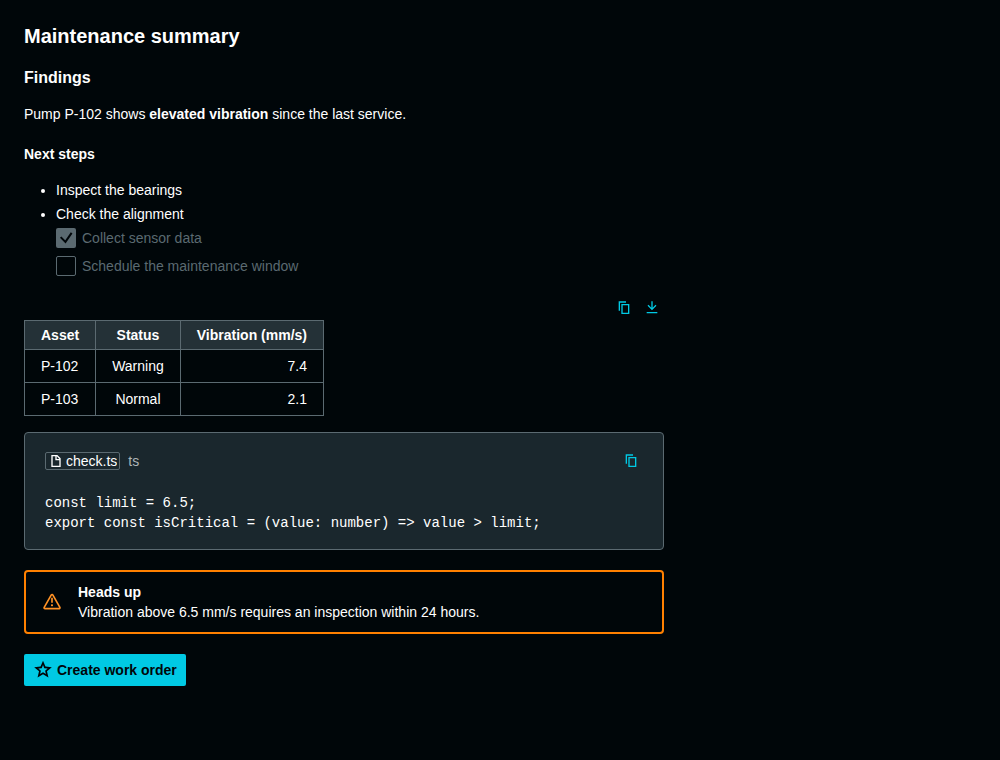 Maintenance summary
Findings
Pump P-102 shows elevated vibration since the last service.
Next steps
Inspect the bearings
Check the alignment
Collect sensor data
Schedule the maintenance window
Asset Status Vibration (mm/s)
P-102 Warning 7.4
P-103 Normal 2.1
check.ts ts
const limit = 6.5;
export const isCritical = (value: number) => value > limit;
Heads up
Vibration above 6.5 mm/s requires an inspection within 24 hours.
Create work order